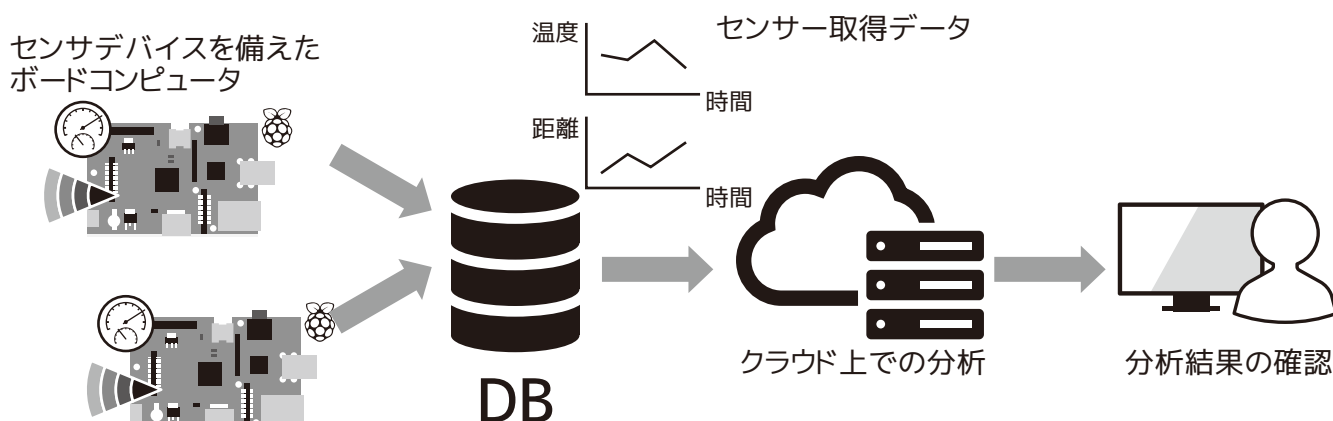 センサデバイスを備えた
ボードコンピュータ
温度
時間
センサー取得データ
距離
時間
DB
クラウド上での分析
分析結果の確認